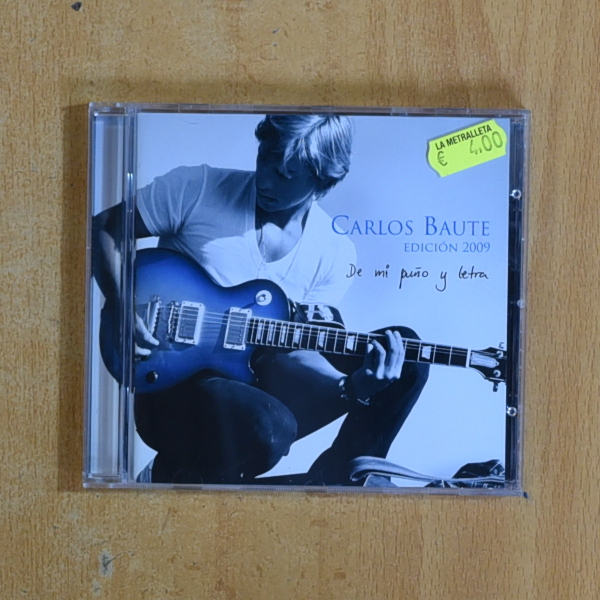 LA METRALLETA
€ 4.00
CARLOS BAUTE
EDICIÓN 2009
De mi puño y letra